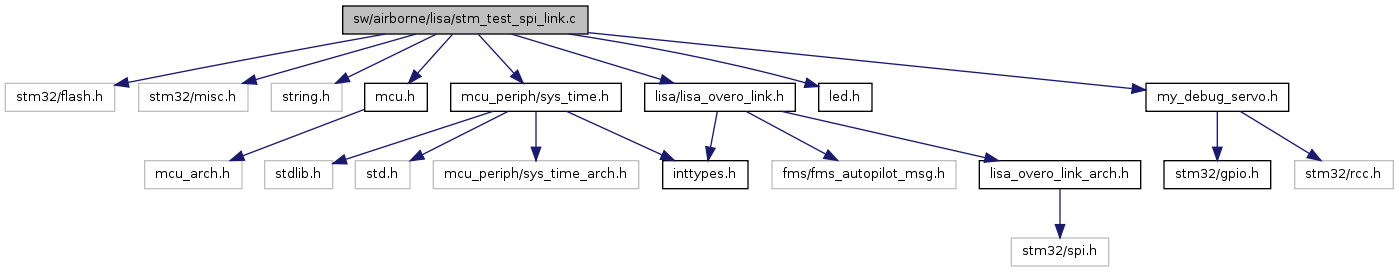 sw/airborne/lisa/stm_test_spi_link.c
stm32/flash.h
stm32/misc.h
string.h
mcu.h
mcu_periph/sys_time.h
lisa/lisa_overo_link.h
led.h
my_debug_servo.h
mcu_arch.h
stdlib.h
std.h
mcu_periph/sys_time_arch.h
inttypes.h
fms/fms_autopilot_msg.h
lisa_overo_link_arch.h
stm32/gpio.h
stm32/rcc.h
stm32/spi.h